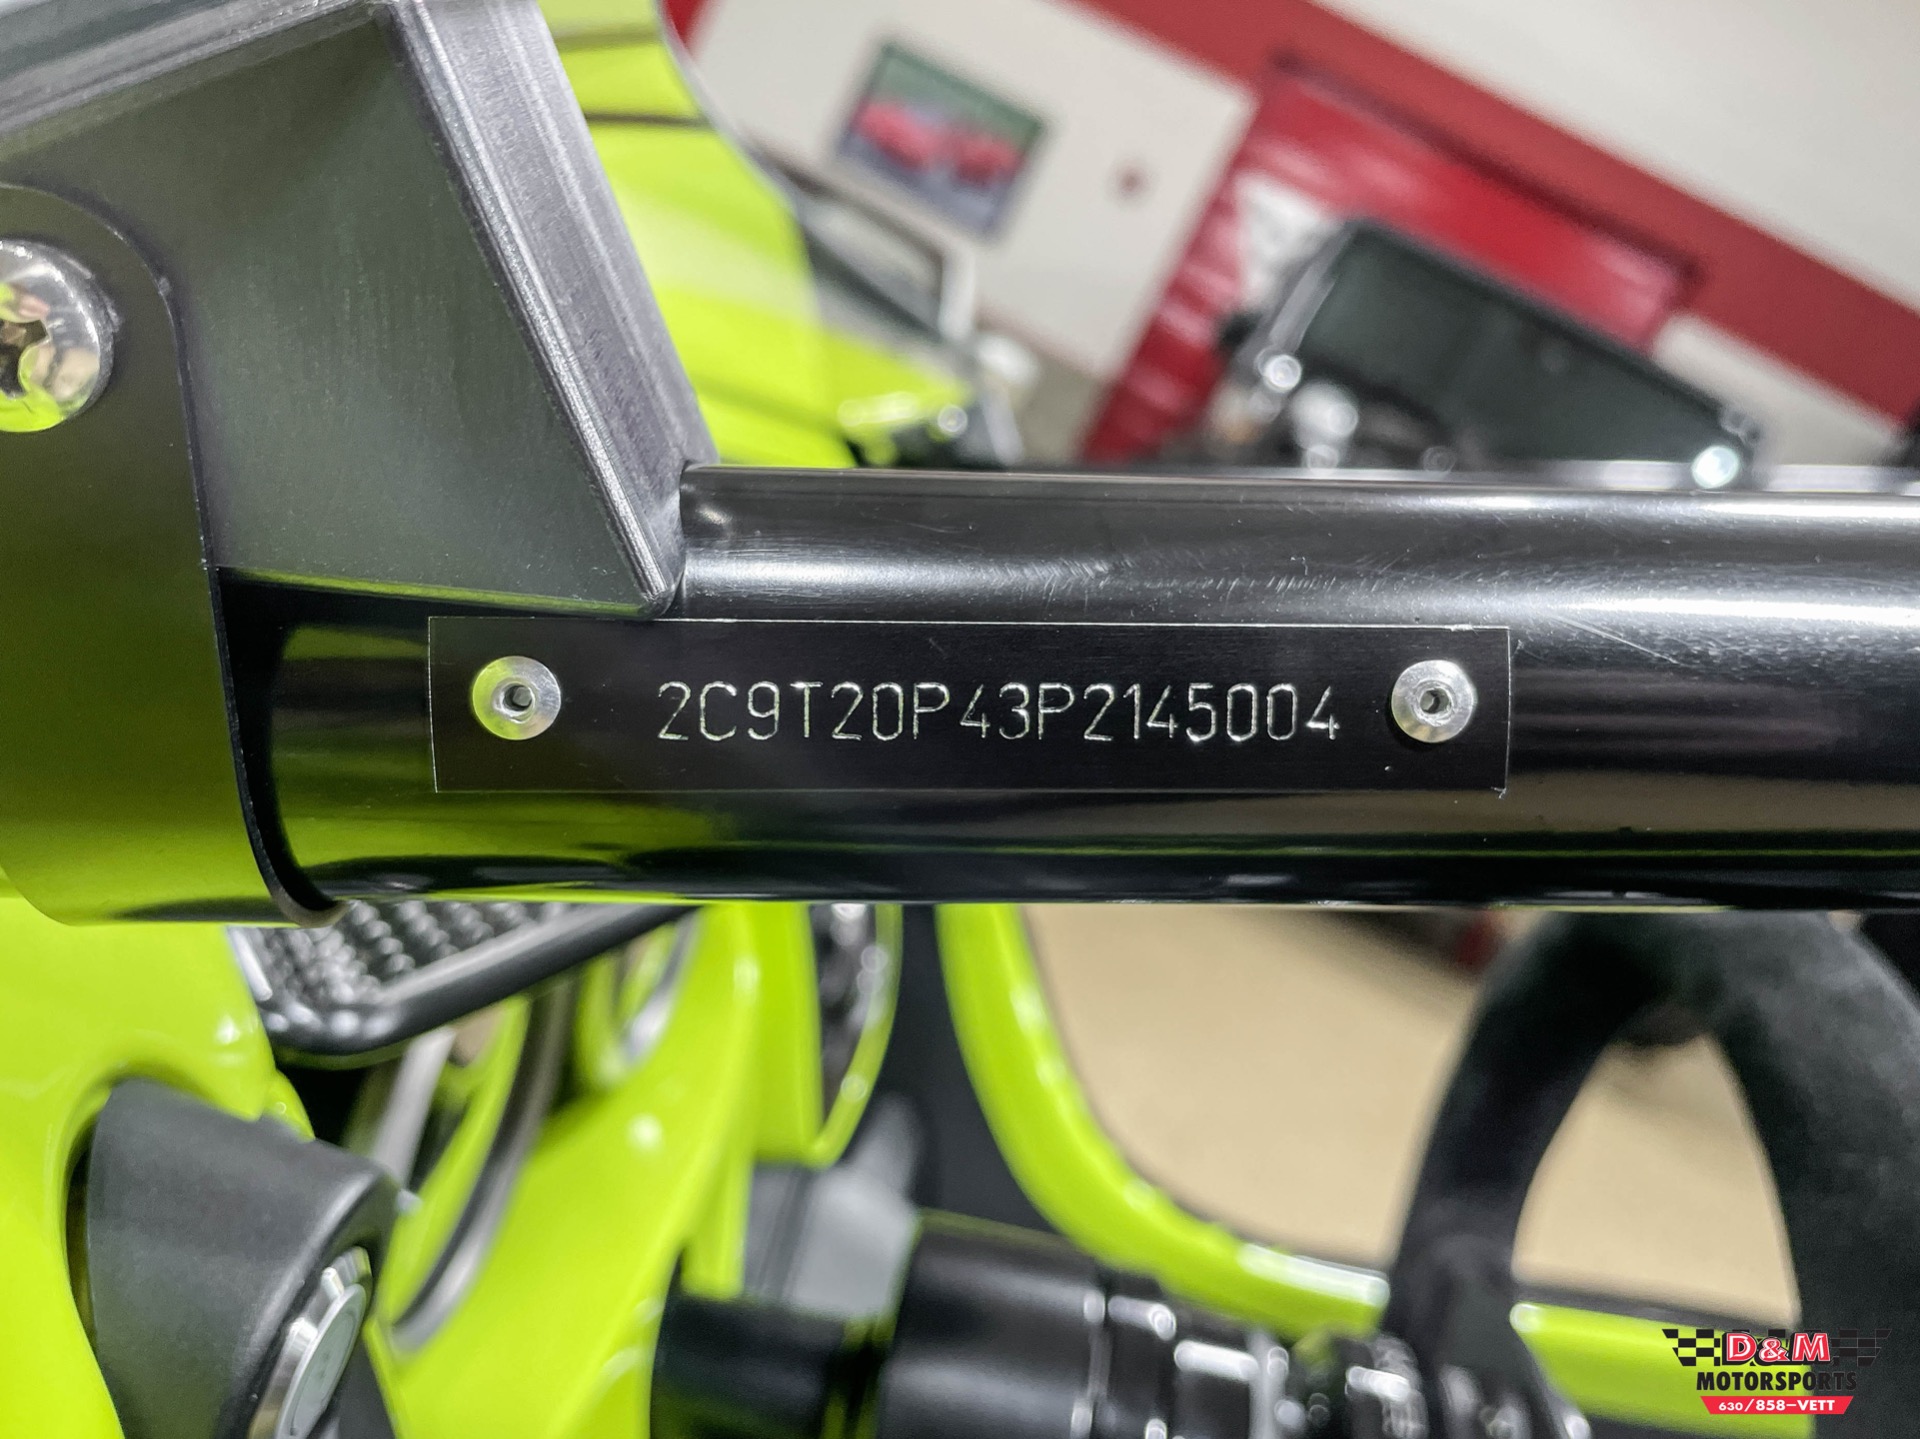 2C9T20P43P2145004
D&M
MOTORSPORTS
630/858-VETT